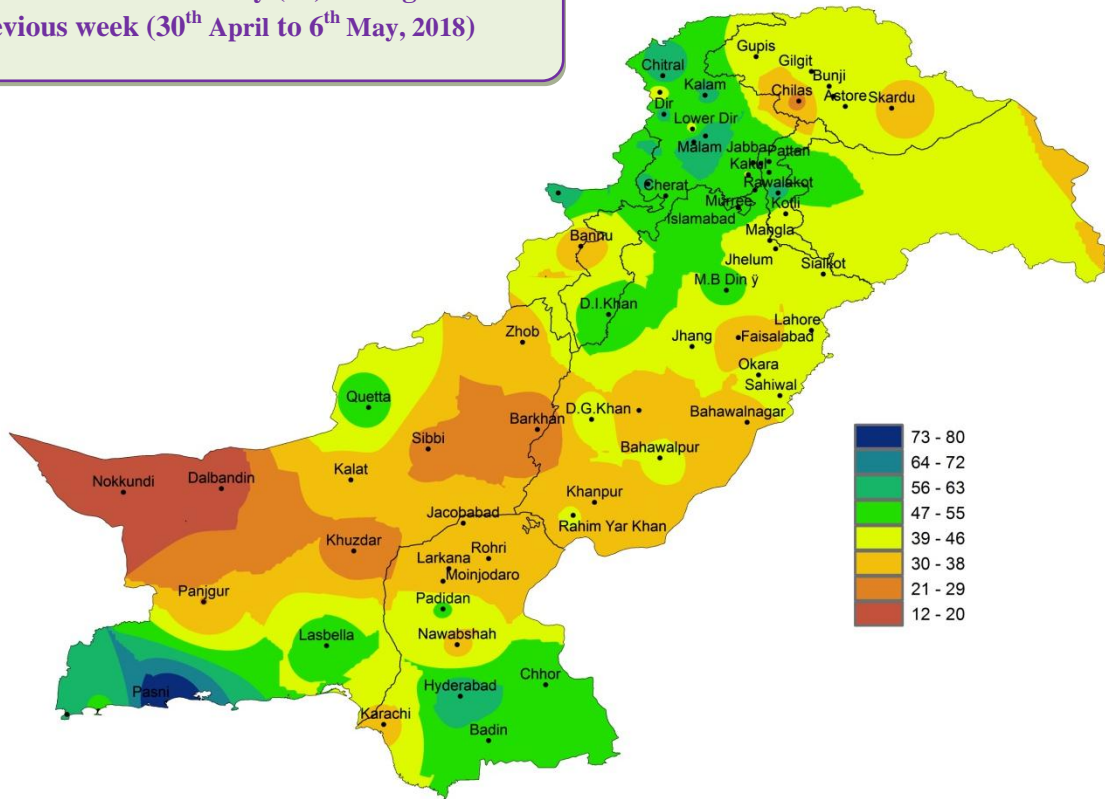 evious week (30th April to 6th May, 2018)
Gupis
Gilgit
Bunji
Chitral
Kalam
Chilas
Astore
Skardu
Dir
Lower Dir
Malam Jabba
Pattan
Kakul
Cherat
Rawalakot
Murree
Kotli
Islamabad
Mangla
Bannu
Jhelum
Sialkot
M.B Din ÿ
D.I.Khan
Lahore
Zhob
Jhang
Faisalabad
Okara
Sahiwal
Quetta
Barkhan
D.G.Khan
Bahawalnagar
Sibbi
Bahawalpur
Nokkundi
Dalbandin
Kalat
Khanpur
Jacobabad
Rahim Yar Khan
Khuzdar
Rohri
Larkana
Moinjodaro
Panjgur
Padidan
Lasbella
Nawabshah
Chhor
Pasni
Hyderabad
Karachi
Badin
73 - 80
64 - 72
56 - 63
47 - 55
39 - 46
30 - 38
21 - 29
12 - 20